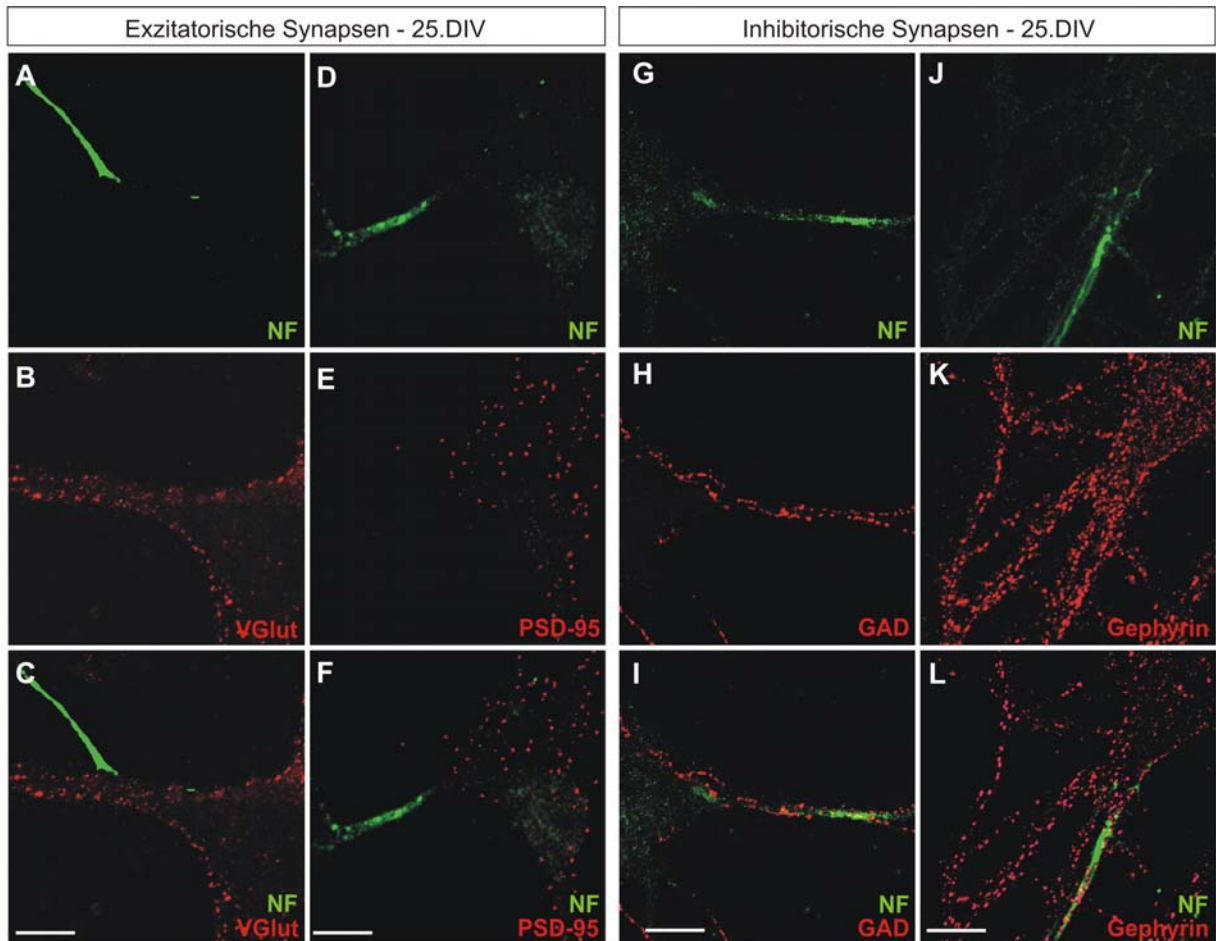 Exzitatorische Synapsen - 25.DIV
Inhibitorische Synapsen - 25.DIV
A
NF
D
NF
G
NF
J
NF
B
VGlut
E
PSD-95
H
GAD
K
Gephyrin
C
NF
VGlut
F
NF
PSD-95
I
NF
GAD
L
NF
Gephyrin